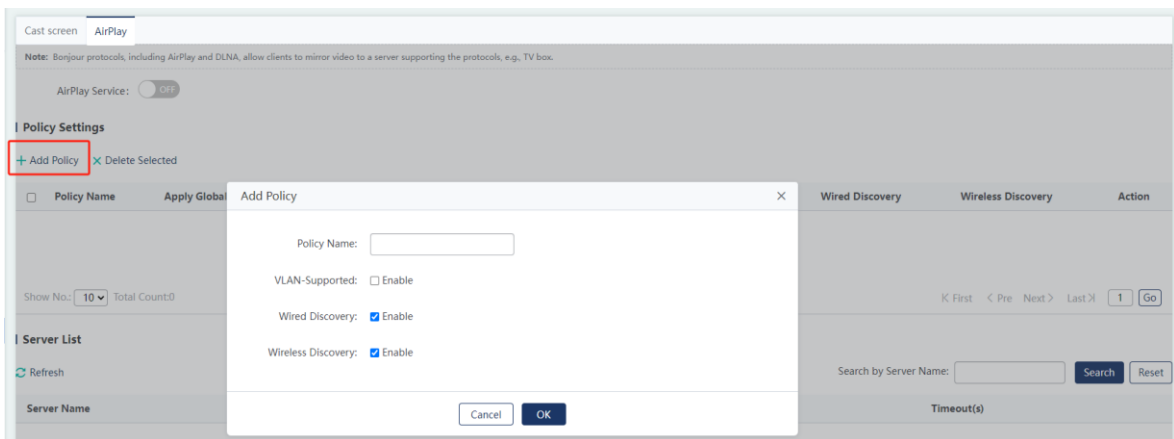 Cast screen AirPlay
Note: Bonjour protocols, including AirPlay and DLNA, allow clients to mirror video to a server supporting the protocols, e.g., TV box.
AirPlay Service: OFF
Policy Settings
+ Add Policy × Delete Selected
Policy Name Apply Global Wired Discovery Wireless Discovery Action
Add Policy ×
Policy Name:
VLAN-Supported: Enable
Wired Discovery: Enable
Wireless Discovery: Enable
Cancel OK
Show No.: 10 Total Count:0 First Pre Next Last 1 Go
Server List
Refresh Search by Server Name: Search Reset
Server Name Timeout(s)